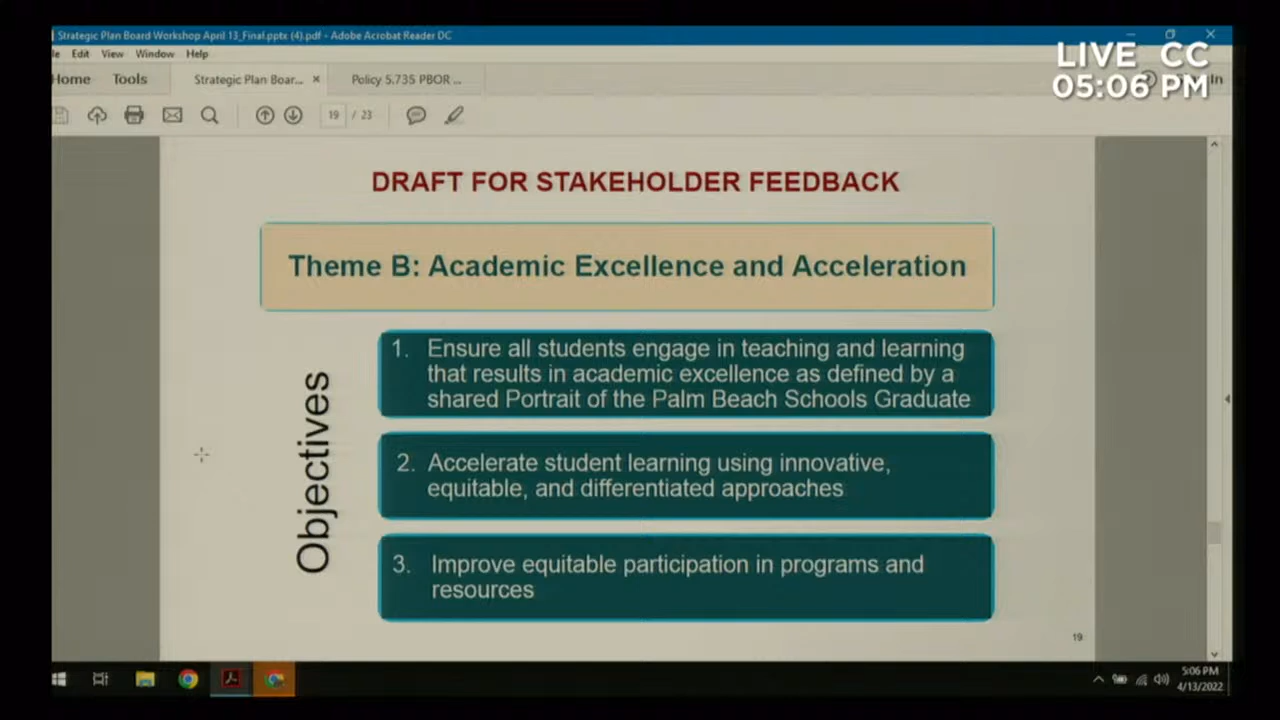 Strategic Plan Board Workshop April 13_Final.pptx (4).pdf - Adobe Acrobat Reader DC
LIVE CC
05:06 PM
Edit View Window Help
Home Tools Strategic Plan Boar... × Policy 5.735 PBOR ...
19 / 23
DRAFT FOR STAKEHOLDER FEEDBACK
Theme B: Academic Excellence and Acceleration
Objectives
1. Ensure all students engage in teaching and learning
that results in academic excellence as defined by a
shared Portrait of the Palm Beach Schools Graduate
2. Accelerate student learning using innovative,
equitable, and differentiated approaches
3. Improve equitable participation in programs and
resources
19
5:06 PM
4/13/2022